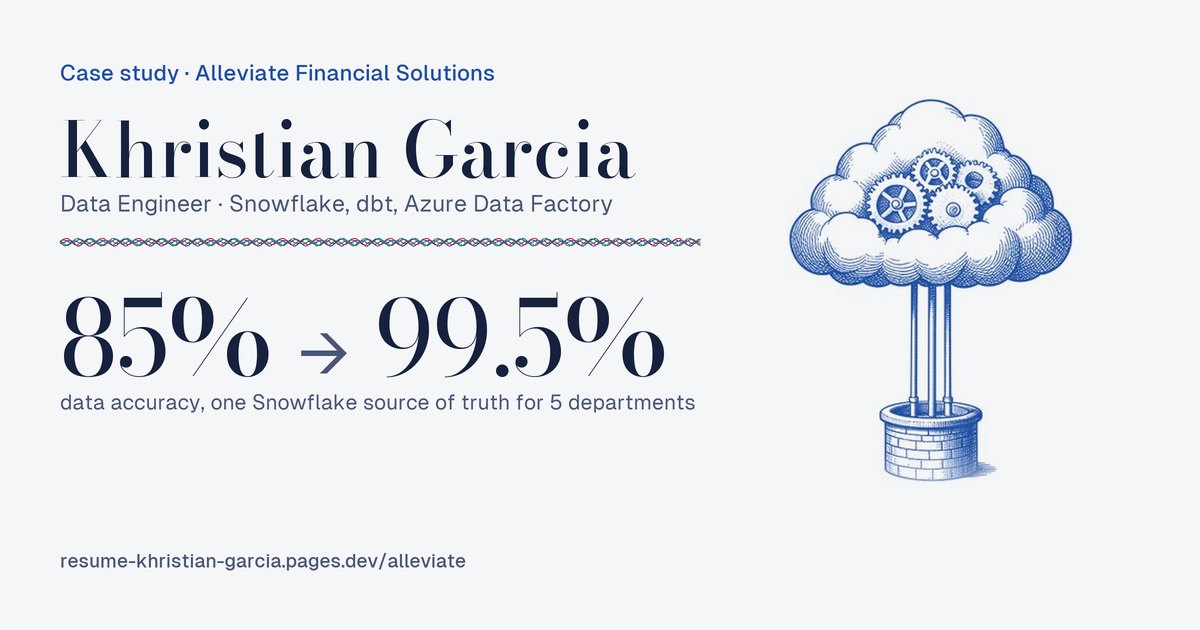 Case study · Alleviate Financial Solutions
Khristian Garcia
Data Engineer · Snowflake, dbt, Azure Data Factory
85% → 99.5%
data accuracy, one Snowflake source of truth for 5 departments
resume-khristian-garcia.pages.dev/alleviate